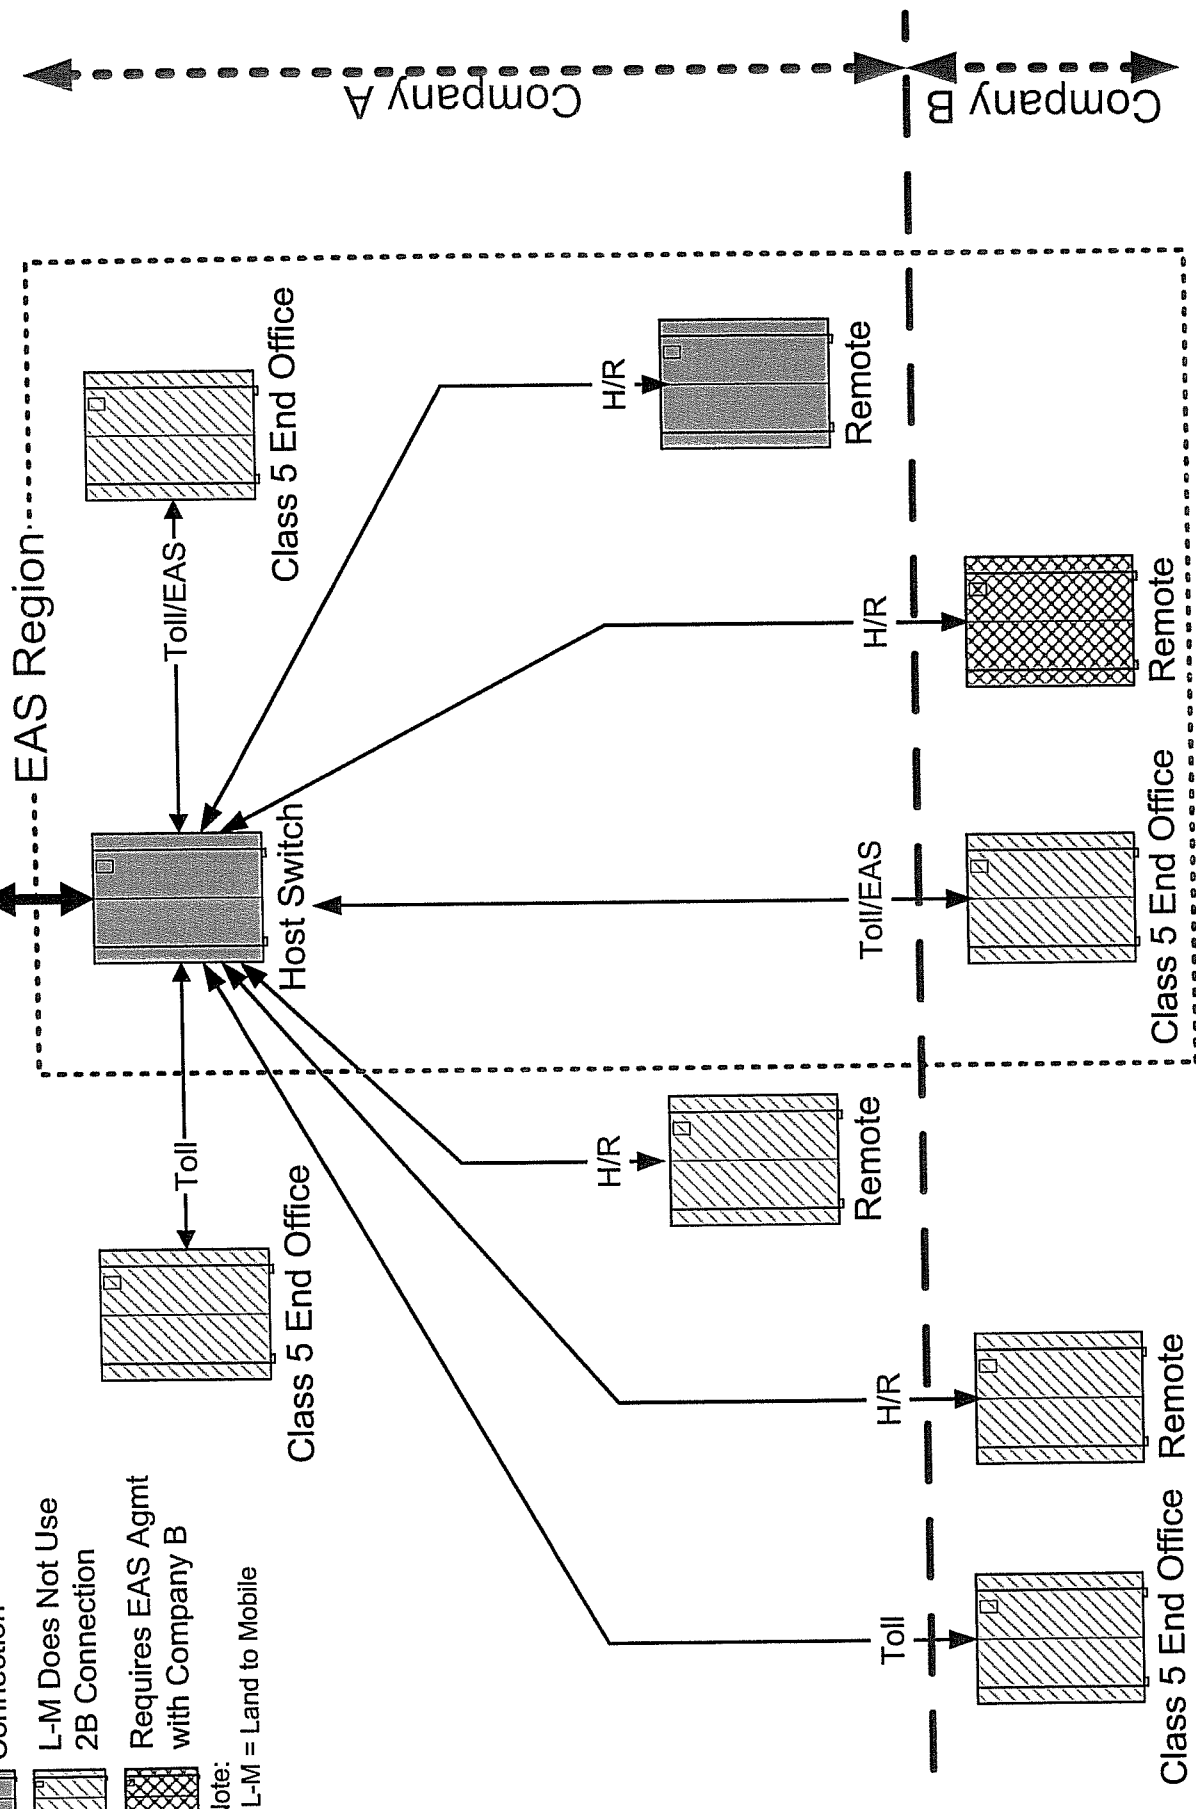 EAS Region
Toll
Toll/EAS
Class 5 End Office
Host Switch
Class 5 End Office
H/R
Remote
H/R
Remote
Toll
H/R
Toll/EAS
H/R
Class 5 End Office
Remote
Class 5 End Office
Remote
Company A
Company B
L-M Does Not Use
2B Connection
Requires EAS Agmt
with Company B
L-M = Land to Mobile